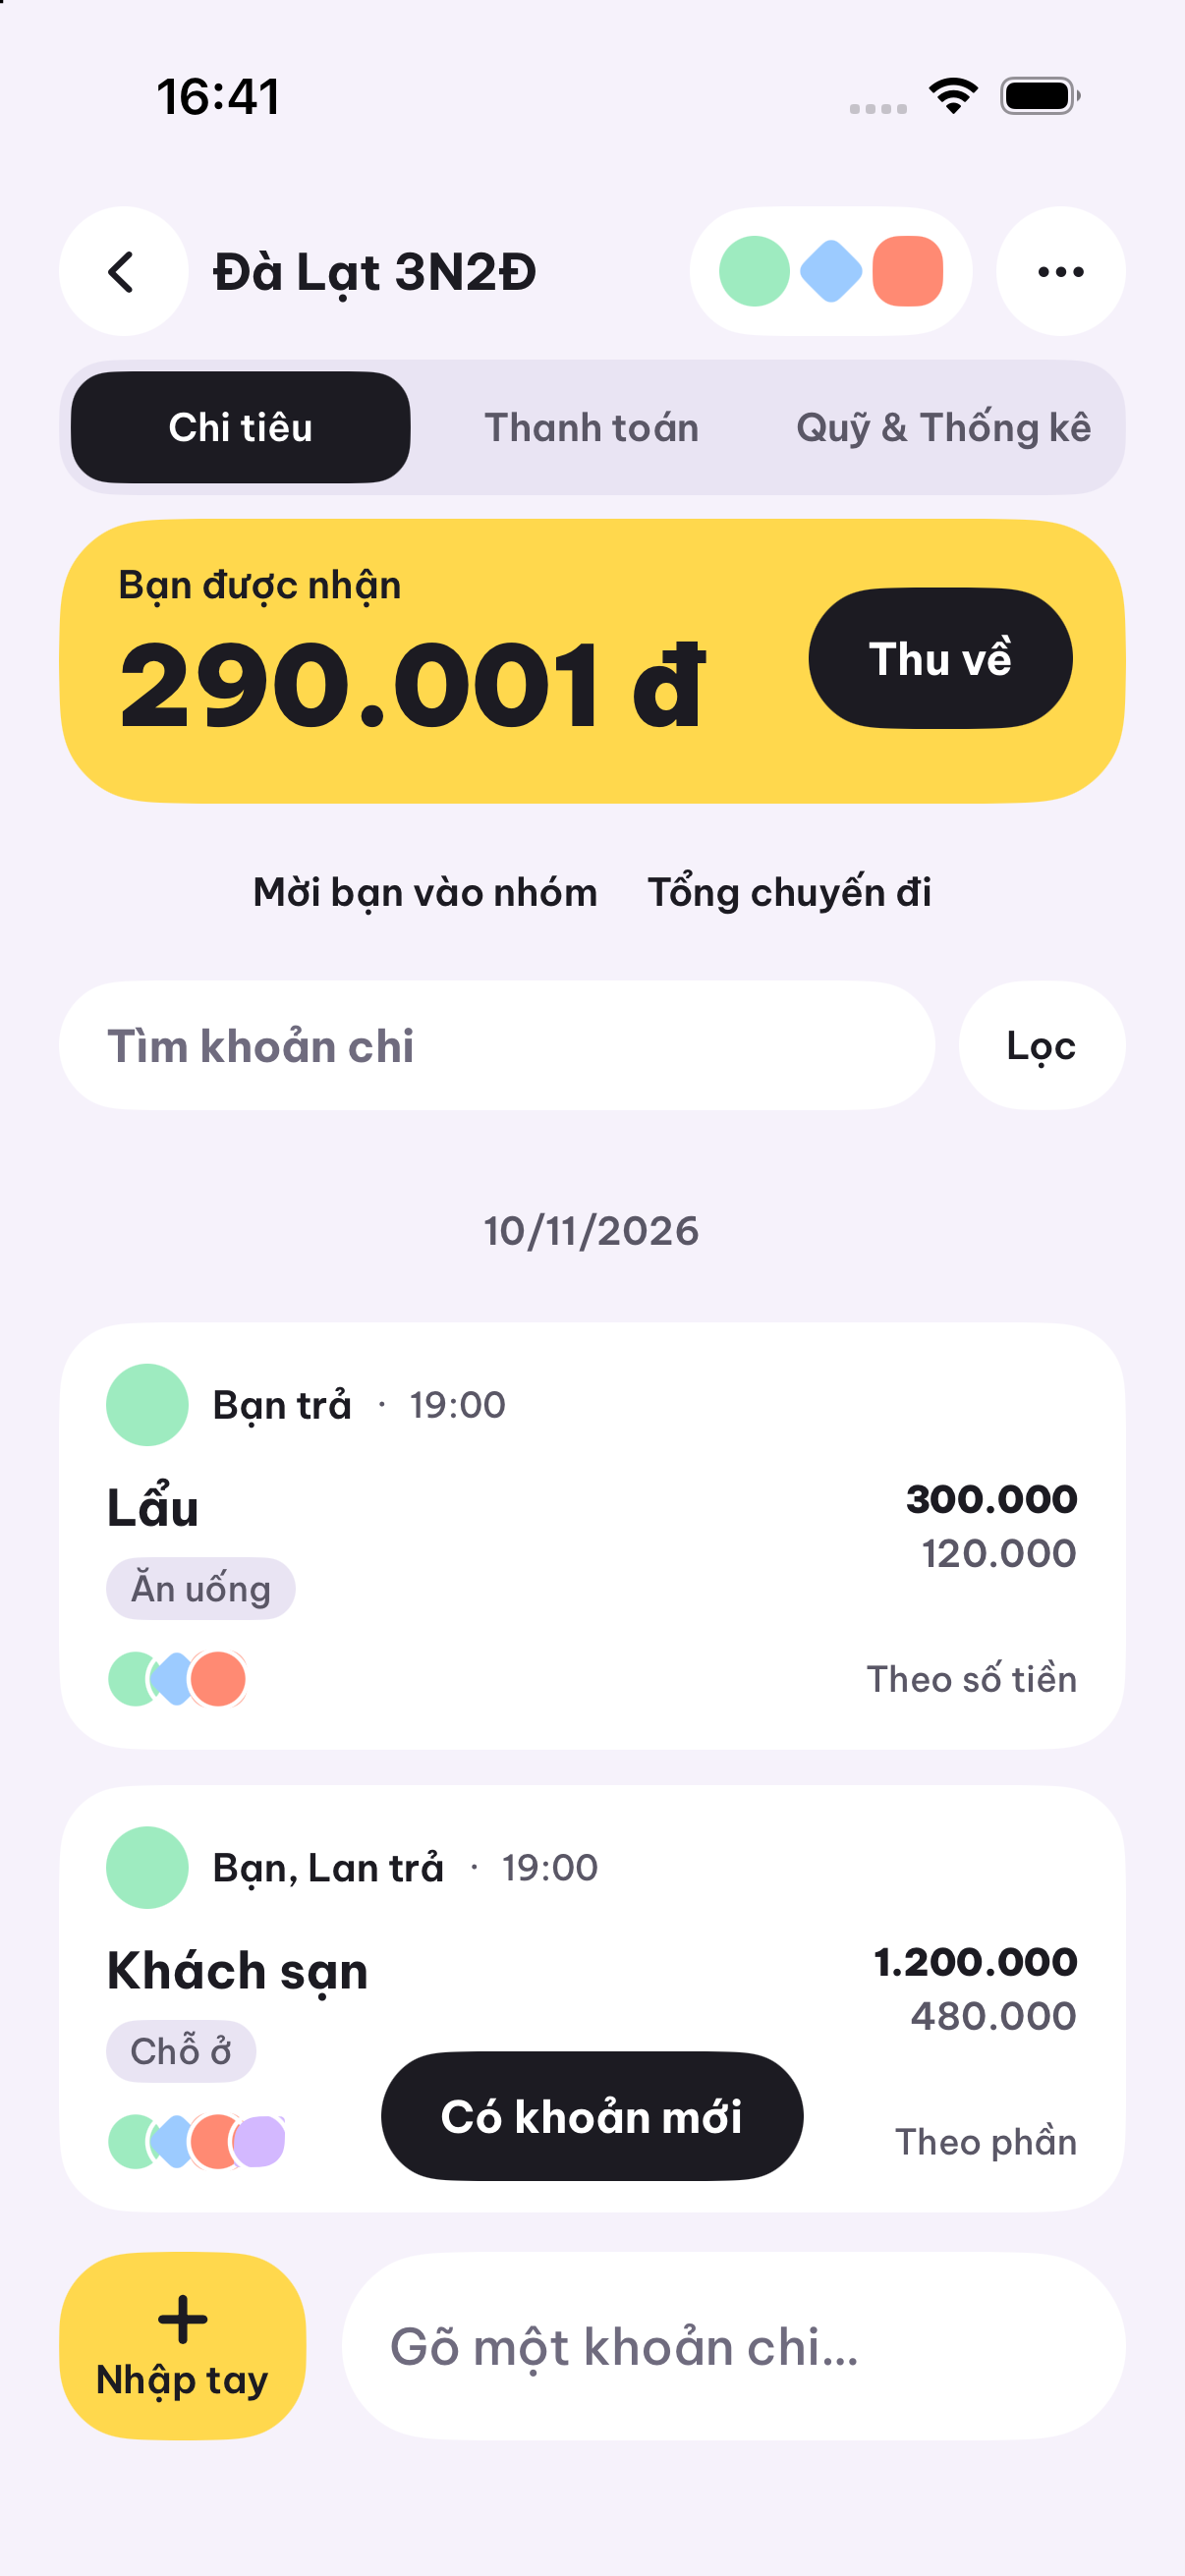 16:41
Đà Lạt 3N2Đ
Chi tiêu
Thanh toán
Quỹ & Thống kê
Bạn được nhận
290.001 đ
Thu về
Mời bạn vào nhóm
Tổng chuyến đi
Tìm khoản chi
Lọc
10/11/2026
Bạn trả · 19:00
Lẩu
300.000
120.000
Ăn uống
Theo số tiền
Bạn, Lan trả · 19:00
Khách sạn
1.200.000
480.000
Chỗ ở
Có khoản mới
Theo phần
Nhập tay
Gõ một khoản chi...